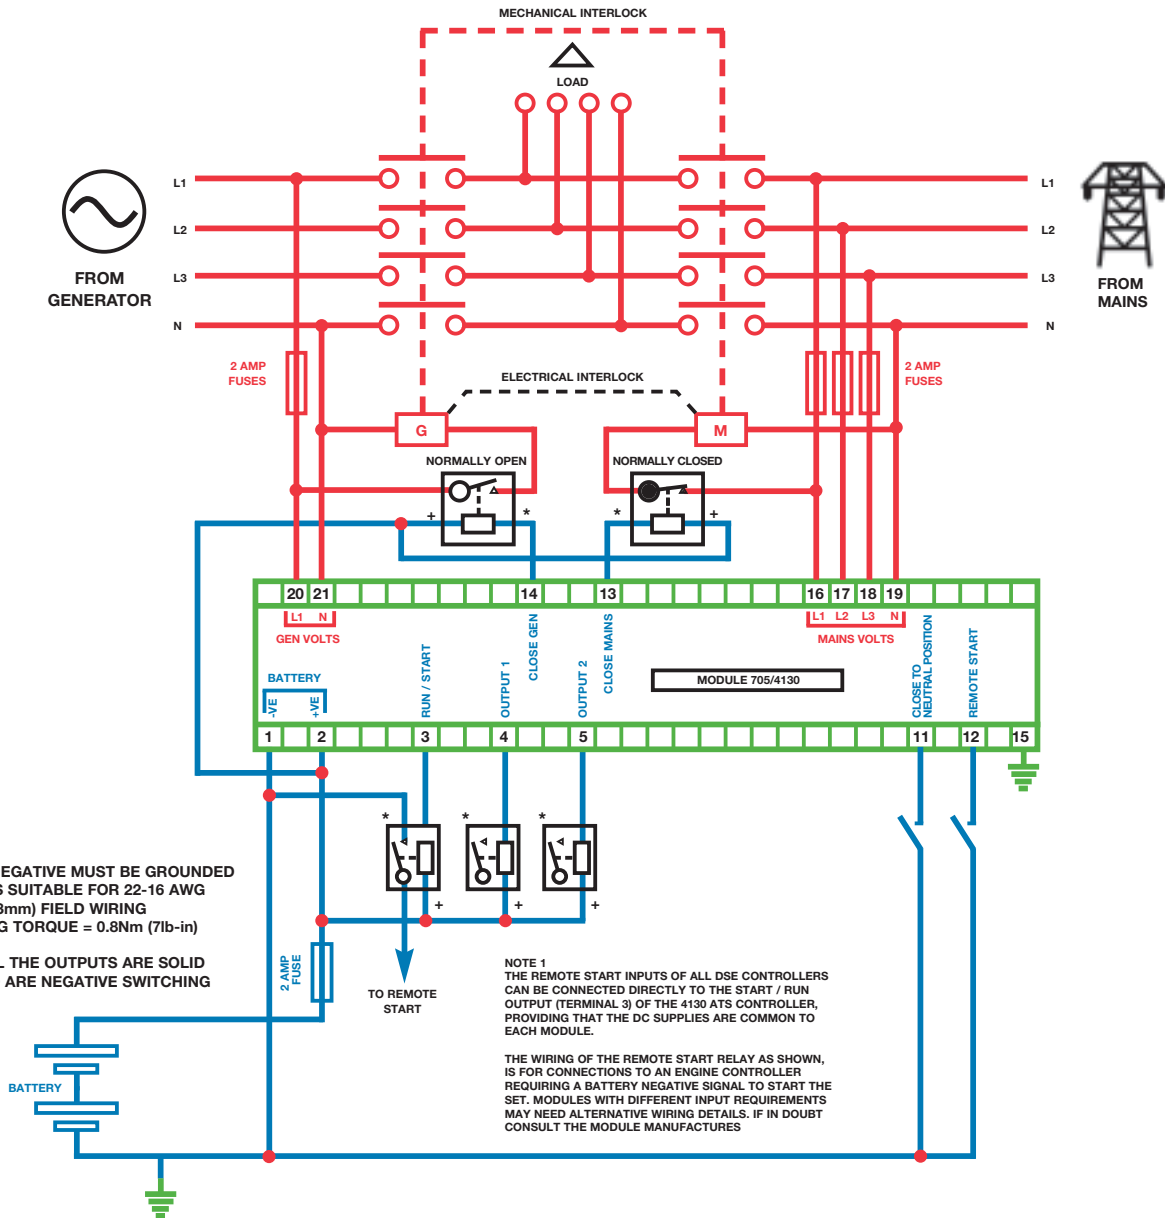 MECHANICAL INTERLOCK
LOAD
L1
L1
L2
L2
L3
L3
N
N
FROM
GENERATOR
FROM
MAINS
2 AMP
FUSES
2 AMP
FUSES
ELECTRICAL INTERLOCK
G
M
NORMALLY OPEN
NORMALLY CLOSED
+
*
*
+
20 21 14 13 16 17 18 19
L1 N
L1 L2 L3 N
GEN VOLTS
MAINS VOLTS
CLOSE GEN
CLOSE MAINS
BATTERY
-VE
+VE
RUN / START
OUTPUT 1
OUTPUT 2
MODULE 705/4130
CLOSE TO
NEUTRAL POSITION
REMOTE START
1 2 3 4 5 11 12 15
*
*
*
+
+
+
EGATIVE MUST BE GROUNDED
S SUITABLE FOR 22-16 AWG
3mm) FIELD WIRING
G TORQUE = 0.8Nm (7lb-in)
L THE OUTPUTS ARE SOLID
ARE NEGATIVE SWITCHING
2 AMP
FUSE
TO REMOTE
START
BATTERY
NOTE 1
THE REMOTE START INPUTS OF ALL DSE CONTROLLERS
CAN BE CONNECTED DIRECTLY TO THE START / RUN
OUTPUT (TERMINAL 3) OF THE 4130 ATS CONTROLLER,
PROVIDING THAT THE DC SUPPLIES ARE COMMON TO
EACH MODULE.
THE WIRING OF THE REMOTE START RELAY AS SHOWN,
IS FOR CONNECTIONS TO AN ENGINE CONTROLLER
REQUIRING A BATTERY NEGATIVE SIGNAL TO START THE
SET. MODULES WITH DIFFERENT INPUT REQUIREMENTS
MAY NEED ALTERNATIVE WIRING DETAILS. IF IN DOUBT
CONSULT THE MODULE MANUFACTURES